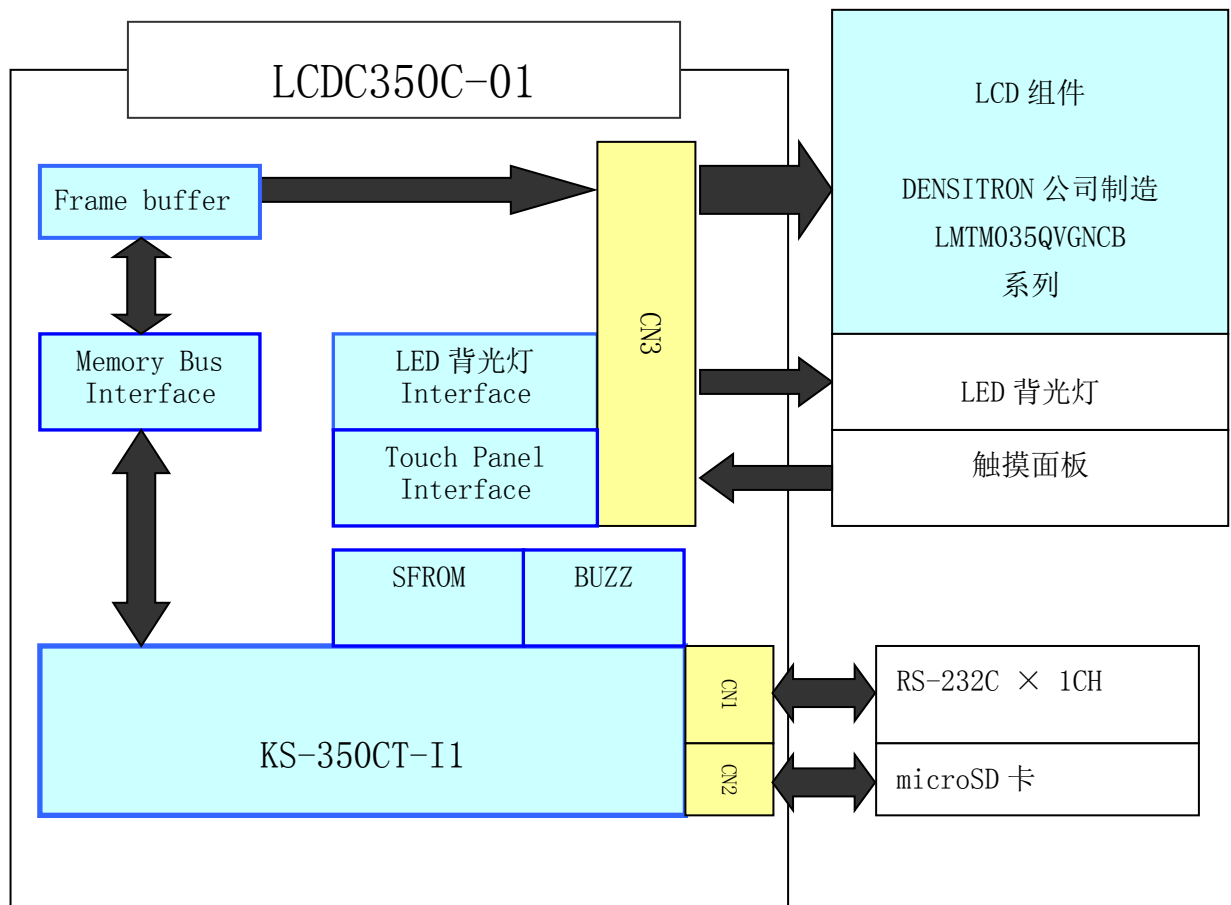 LCDC350C-01
LCD 组件
DENSITRON 公司制造
LMTM035QVGNCB
系列
Frame buffer
CN3
Memory Bus
Interface
LED 背光灯
Interface
LED 背光灯
Touch Panel
Interface
触摸面板
SFROM
BUZZ
KS-350CT-I1
CN1
RS-232C × 1CH
CN2
microSD 卡